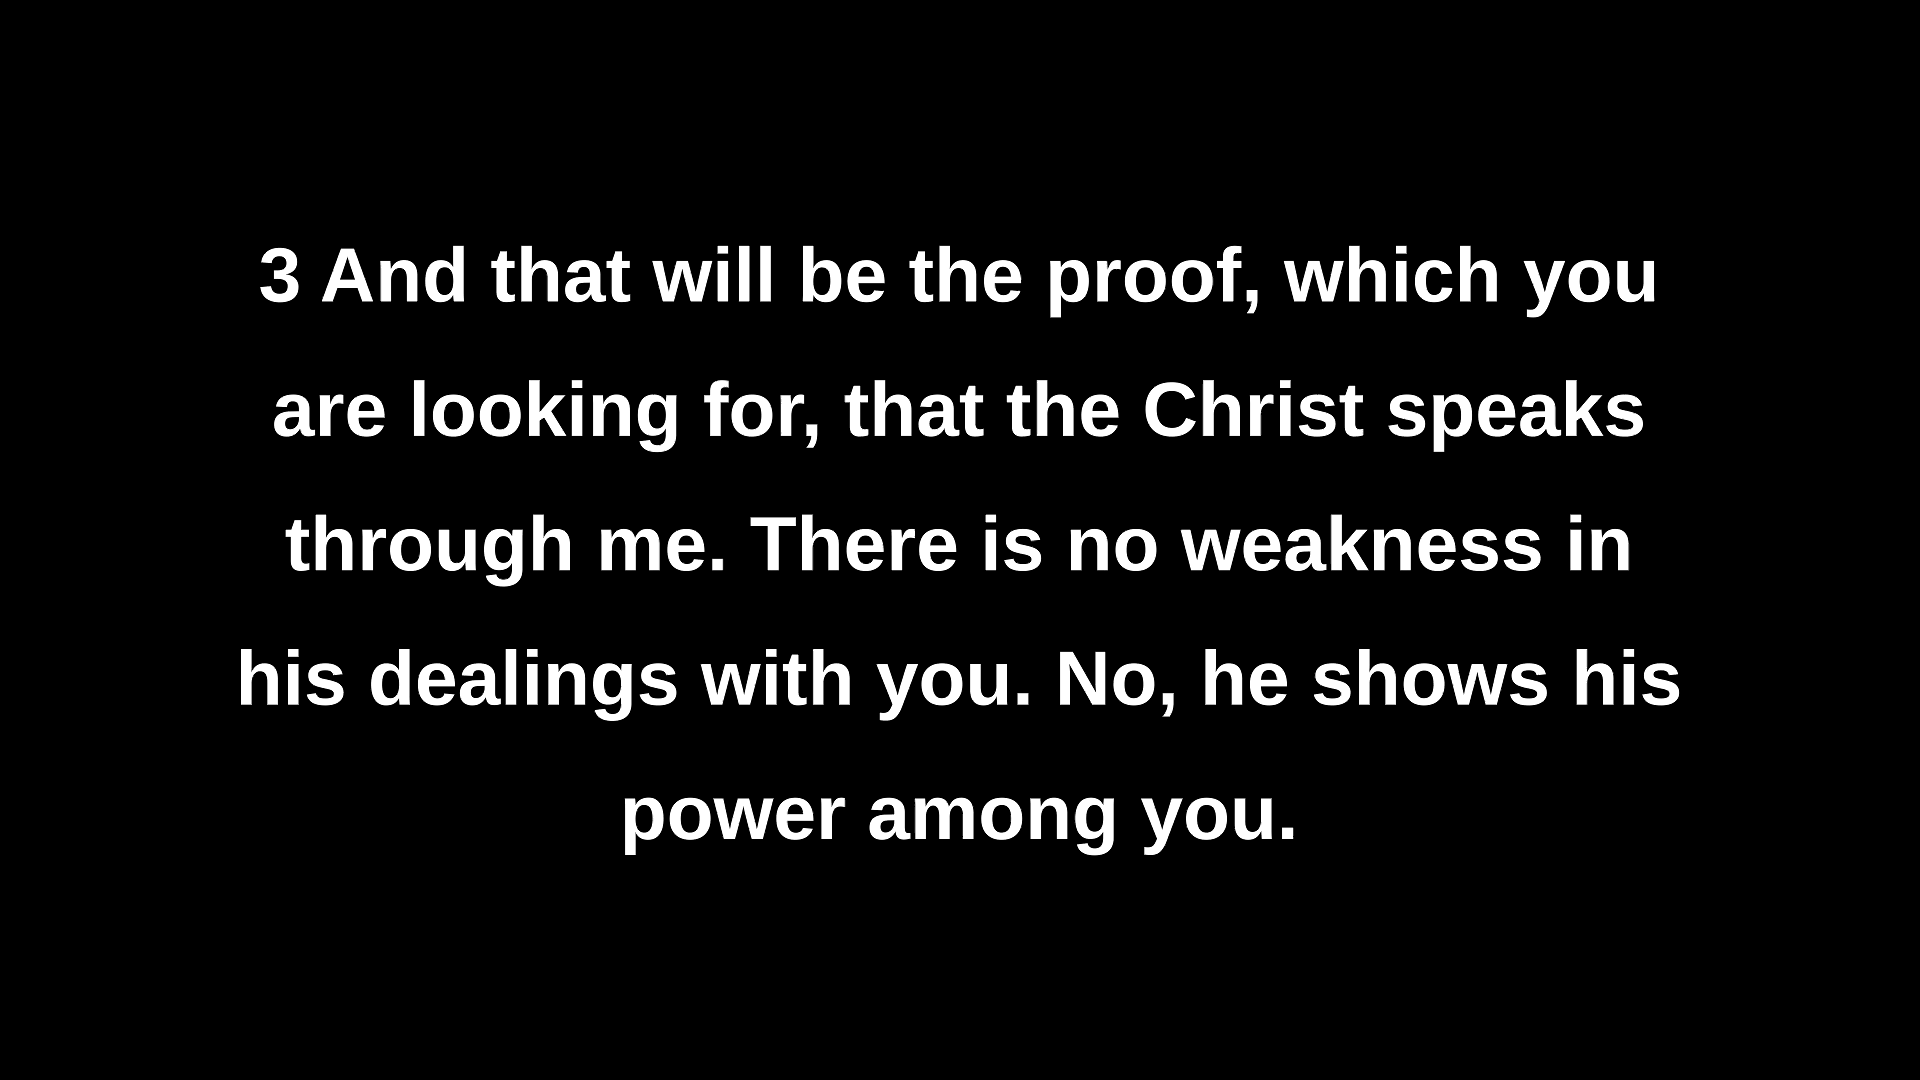 3 And that will be the proof, which you
are looking for, that the Christ speaks
through me. There is no weakness in
his dealings with you. No, he shows his
power among you.